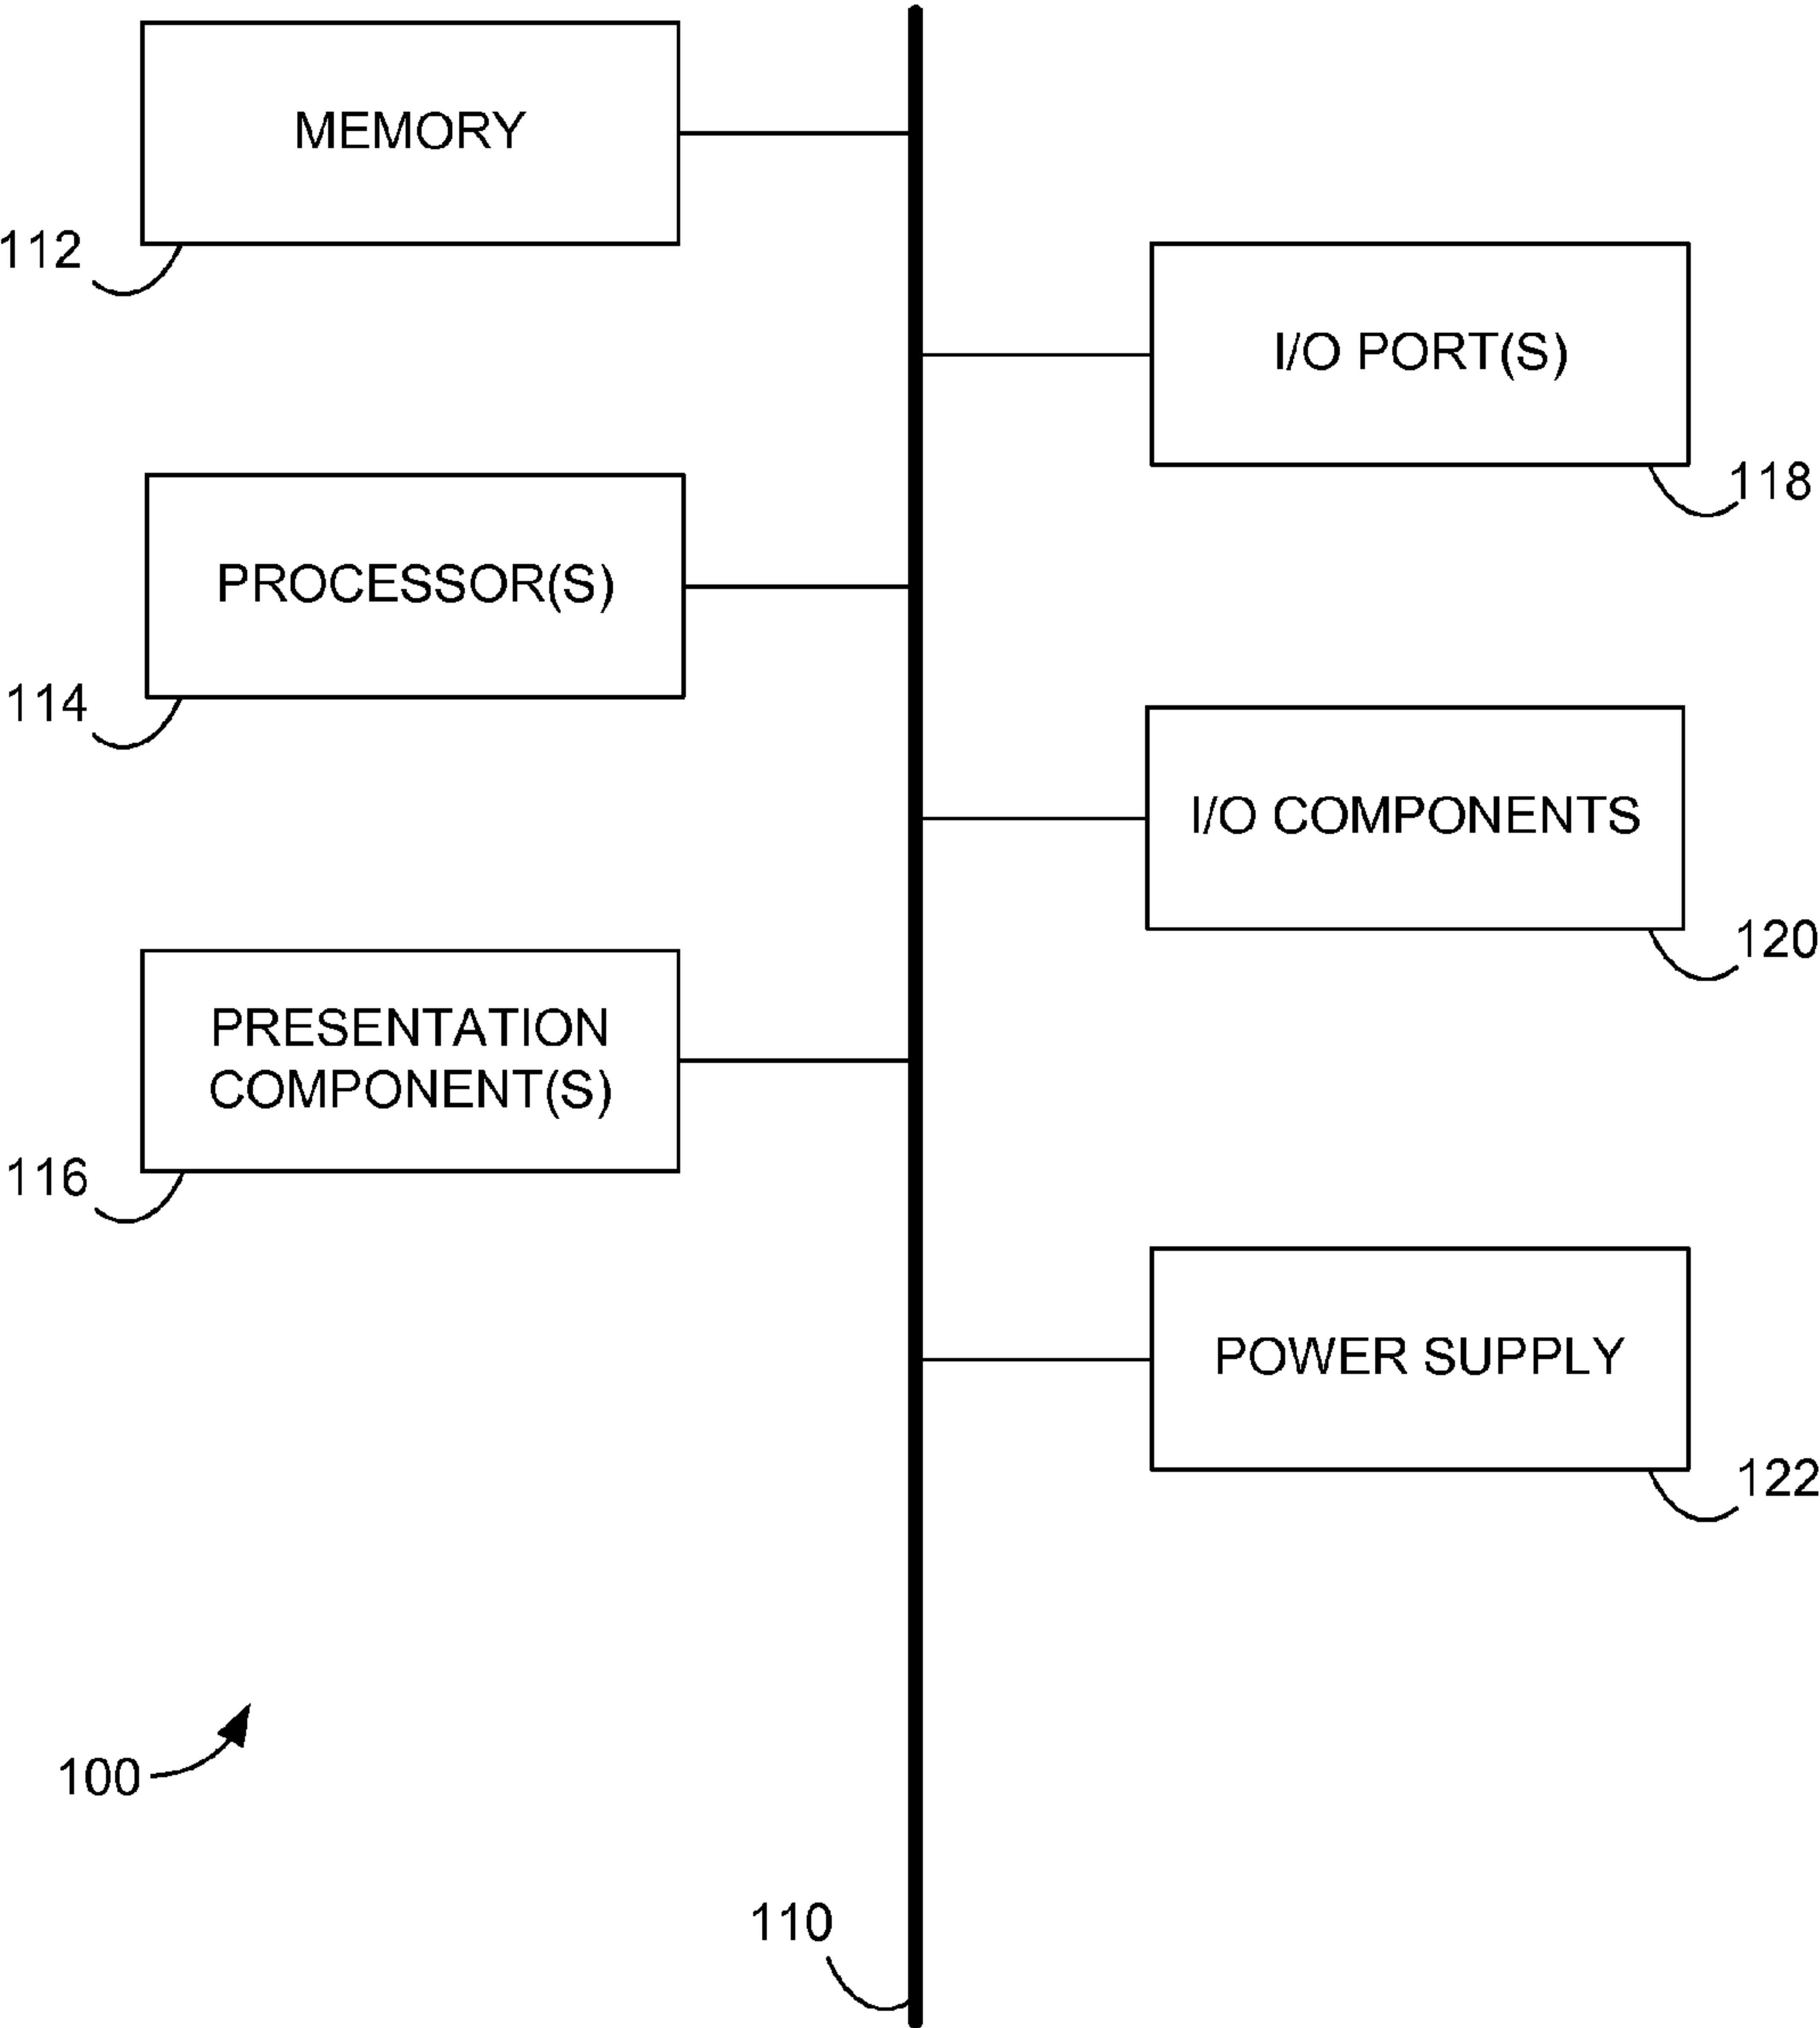 MEMORY
112
I/O PORT(S)
118
PROCESSOR(S)
114
I/O COMPONENTS
120
PRESENTATION
COMPONENT(S)
116
POWER SUPPLY
122
100
110